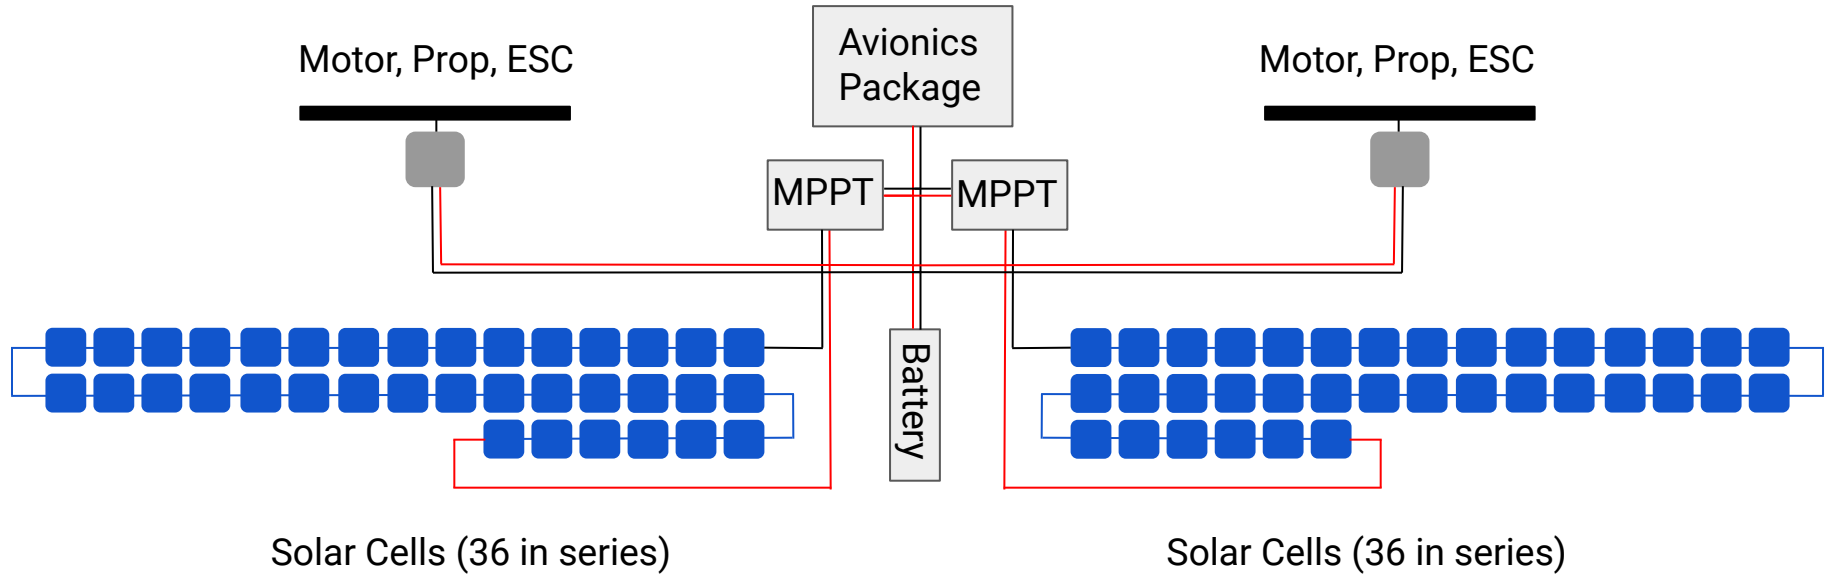 Motor, Prop, ESC
Avionics
Package
Motor, Prop, ESC
MPPT
MPPT
Battery
Solar Cells (36 in series)
Solar Cells (36 in series)